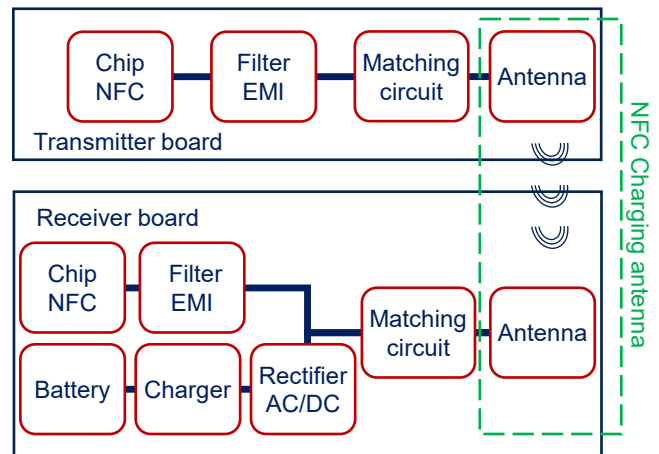 Chip
NFC
Filter
EMI
Matching
circuit
Antenna
Transmitter board
NFC Charging antenna
Receiver board
Chip
NFC
Filter
EMI
Matching
circuit
Antenna
Battery
Charger
Rectifier
AC/DC